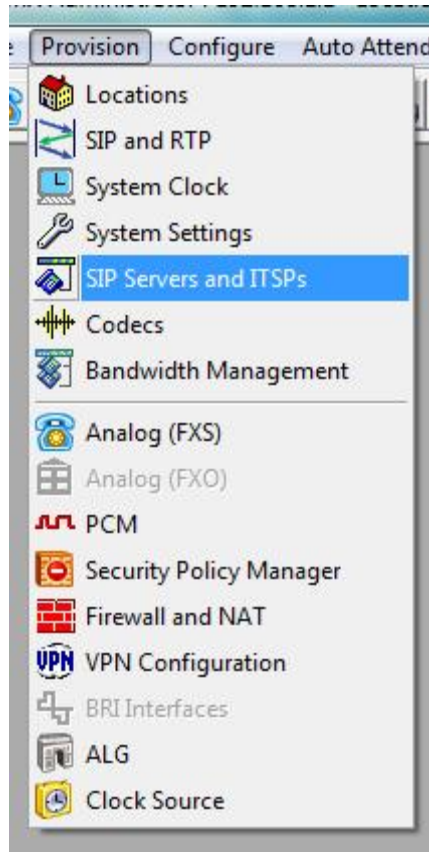 Provision Configure Auto Attend
Locations
SIP and RTP
System Clock
System Settings
SIP Servers and ITSPs
Codecs
Bandwidth Management
Analog (FXS)
Analog (FXO)
PCM
Security Policy Manager
Firewall and NAT
VPN VPN Configuration
BRI Interfaces
ALG
Clock Source